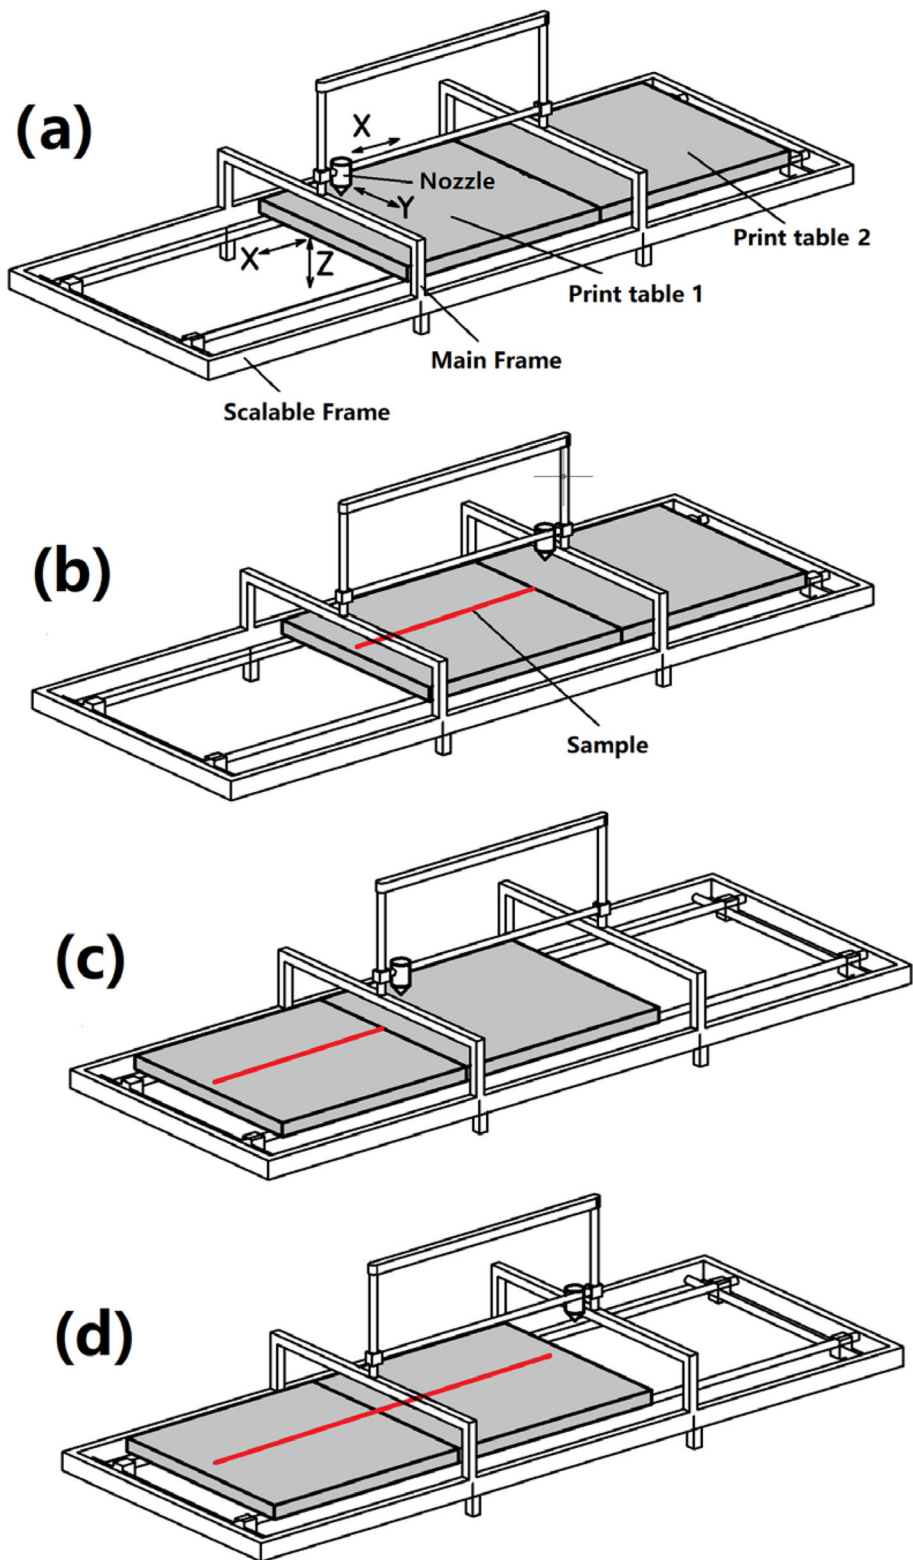 (a)
X
Nozzle
Y
X
Z
Print table 2
Print table 1
Main Frame
Scalable Frame
(b)
Sample
(c)
(d)